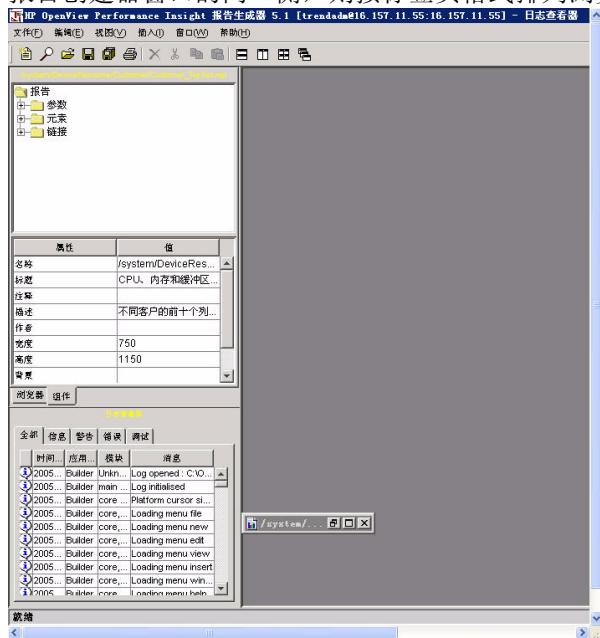 HP OpenView Performance Insight 报告生成器 5.1 [trendadm@16.157.11.55:16.157.11.55] - 日志查看器
文件(F) 编辑(E) 视图(V) 插入(I) 窗口(W) 帮助(H)
报告
参数
元素
链接
属性 值
名称 /system/DeviceRes...
标题 CPU、内存和缓冲区...
注释
描述 不同客户的前十个列...
作者
宽度 750
高度 1150
背景
浏览器 组件
全部 信息 警告 错误 调试
时间... 应用... 模块 消息
2005... Builder Unkn... Log opened : C:\O...
2005... Builder main ... Log initialised
2005... Builder core ... Platform cursor si...
2005... Builder core,... Loading menu file
2005... Builder core,... Loading menu new
2005... Builder core,... Loading menu edit
2005... Builder core,... Loading menu view
2005... Builder core,... Loading menu insert
2005... Builder core,... Loading menu win...
2005... Builder core... Loading menu help
/system/...
就绪